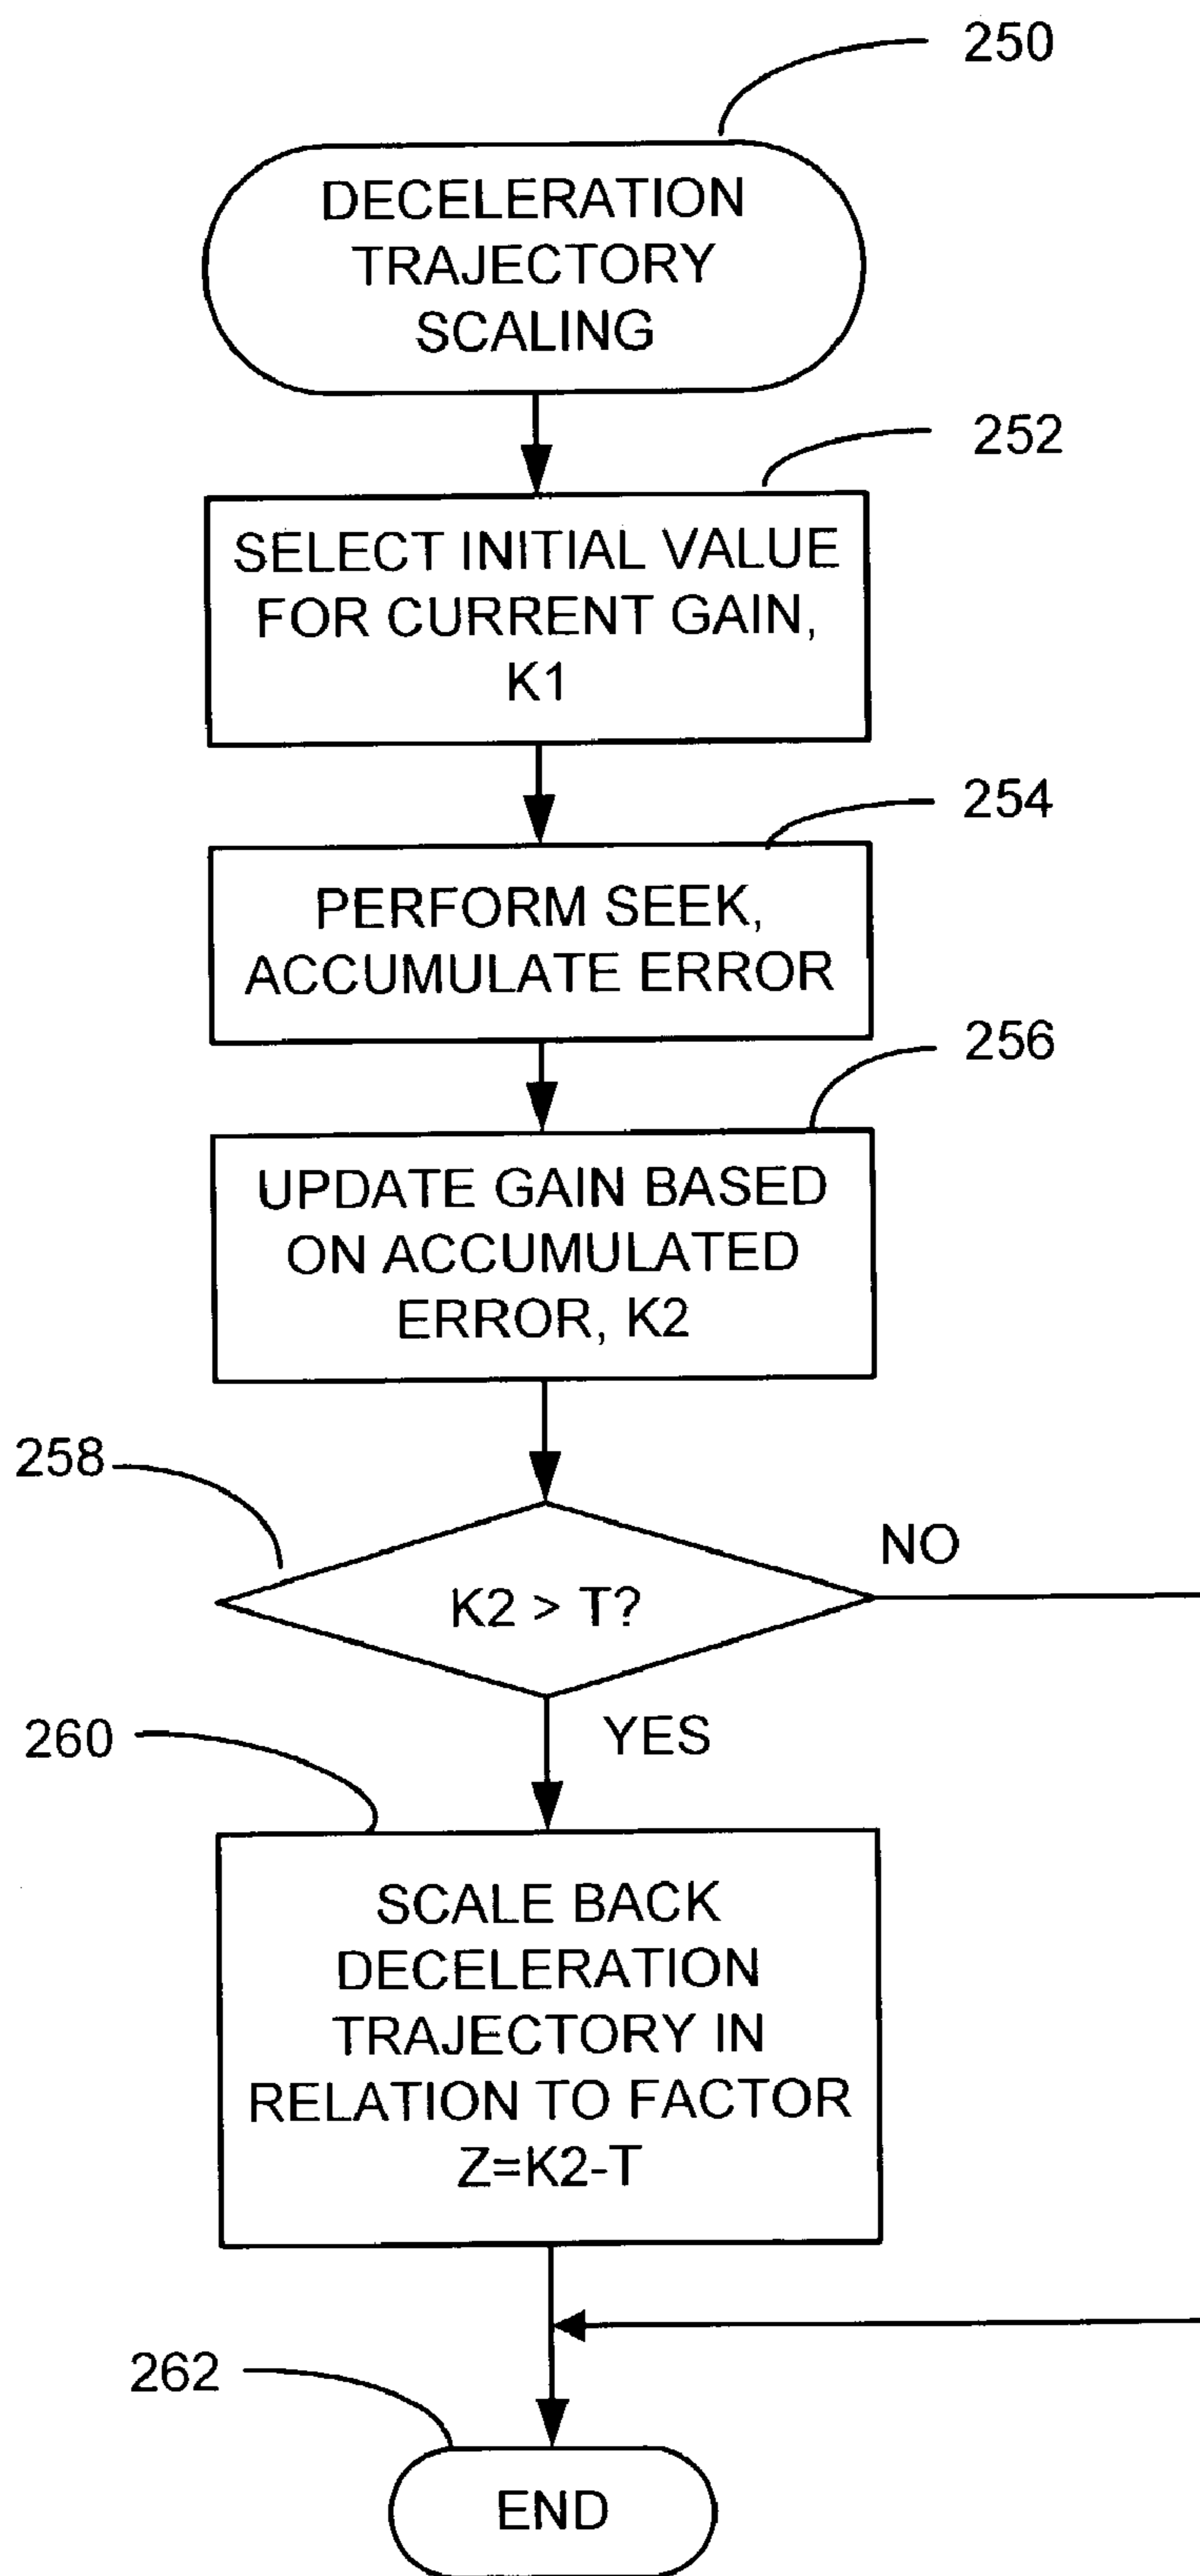 250
DECELERATION
TRAJECTORY
SCALING
252
SELECT INITIAL VALUE
FOR CURRENT GAIN,
K1
254
PERFORM SEEK,
ACCUMULATE ERROR
256
UPDATE GAIN BASED
ON ACCUMULATED
ERROR, K2
258
NO
K2 > T?
260
YES
SCALE BACK
DECELERATION
TRAJECTORY IN
RELATION TO FACTOR
Z=K2-T
262
END